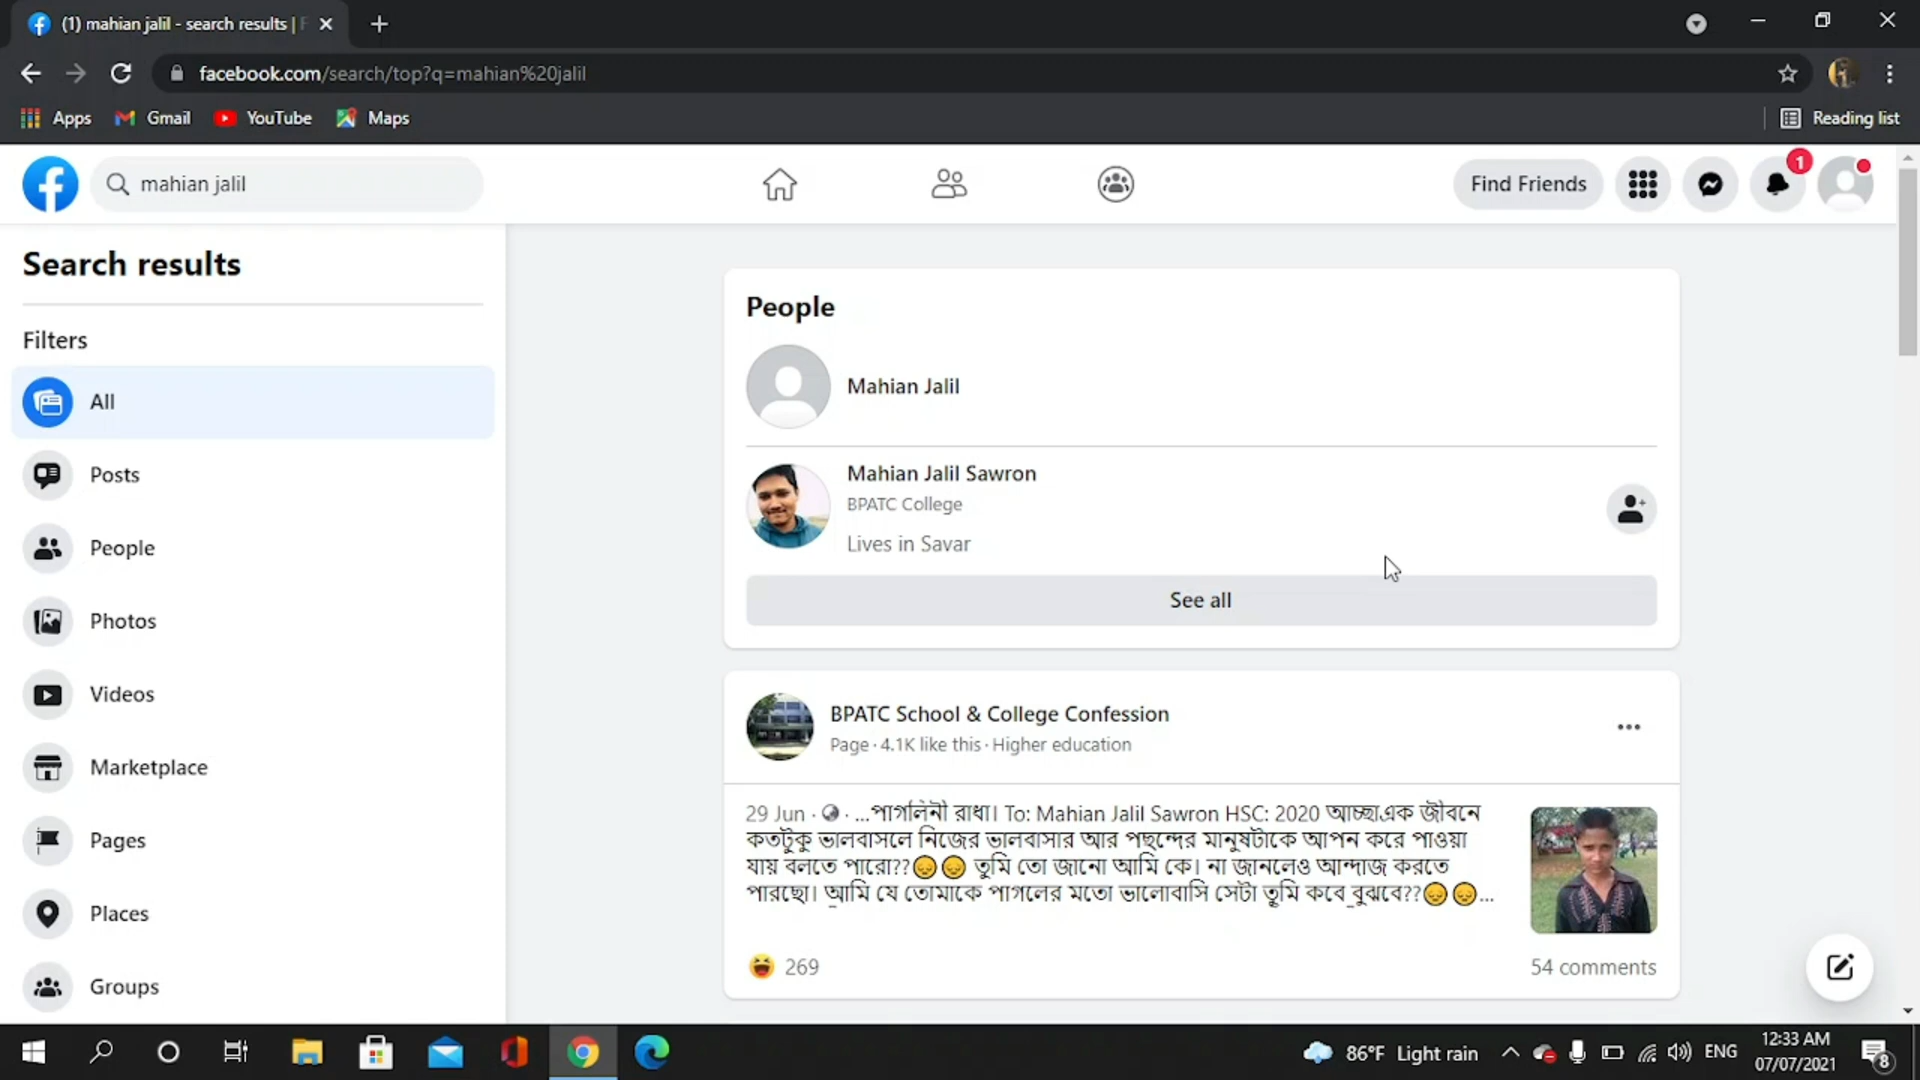 (1) mahian jalil - search results | F
facebook.com/search/top?q=mahian%20jalil
Apps Gmail YouTube Maps Reading list
mahian jalil
Find Friends
1
Search results
Filters
All
Posts
People
Photos
Videos
Marketplace
Pages
Places
Groups
People
Mahian Jalil
Mahian Jalil Sawron
BPATC College
Lives in Savar
See all
BPATC School & College Confession
Page · 4.1K like this · Higher education
29 Jun · ...পাগলিনী রাধা। To: Mahian Jalil Sawron HSC: 2020 আচ্ছাএক জীবনে
কতটুকু ভালবাসলে নিজের ভালবাসার আর পছন্দের মানুষটাকে আপন করে পাওয়া
যায় বলতে পারো??😔😔 তুমি তো জানো আমি কে। না জানলেও আন্দাজ করতে
পারছো। আমি যে তোমাকে পাগলের মতো ভালোবাসি সেটা তুমি কবে বুঝবে??😔😔...
269
54 comments
86°F Light rain
ENG
12:33 AM
07/07/2021
8